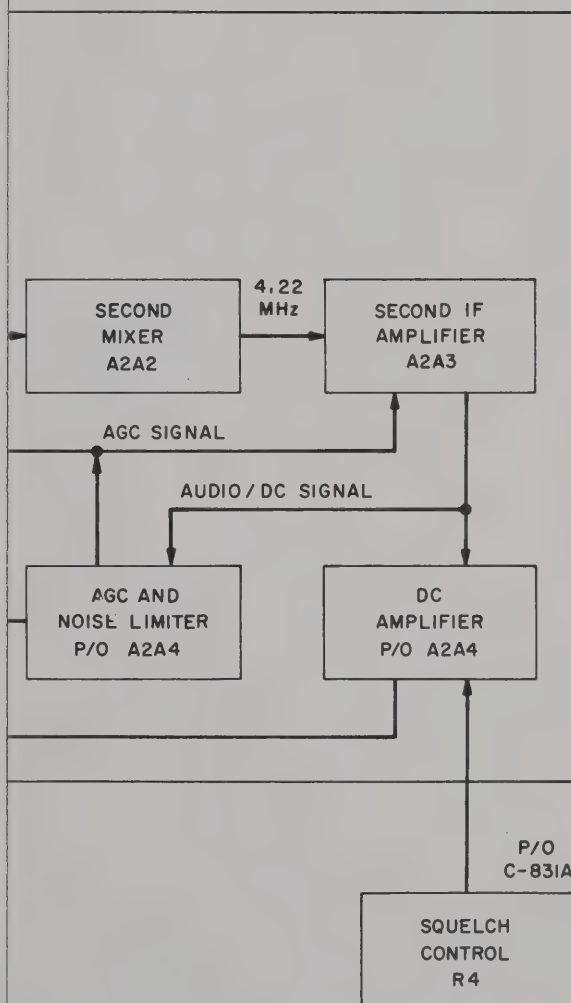 SECOND
MIXER
A2A2
4.22
MHz
SECOND IF
AMPLIFIER
A2A3
AGC SIGNAL
AUDIO/DC SIGNAL
AGC AND
NOISE LIMITER
P/O A2A4
DC
AMPLIFIER
P/O A2A4
P/O
C-831A
SQUELCH
CONTROL
R4